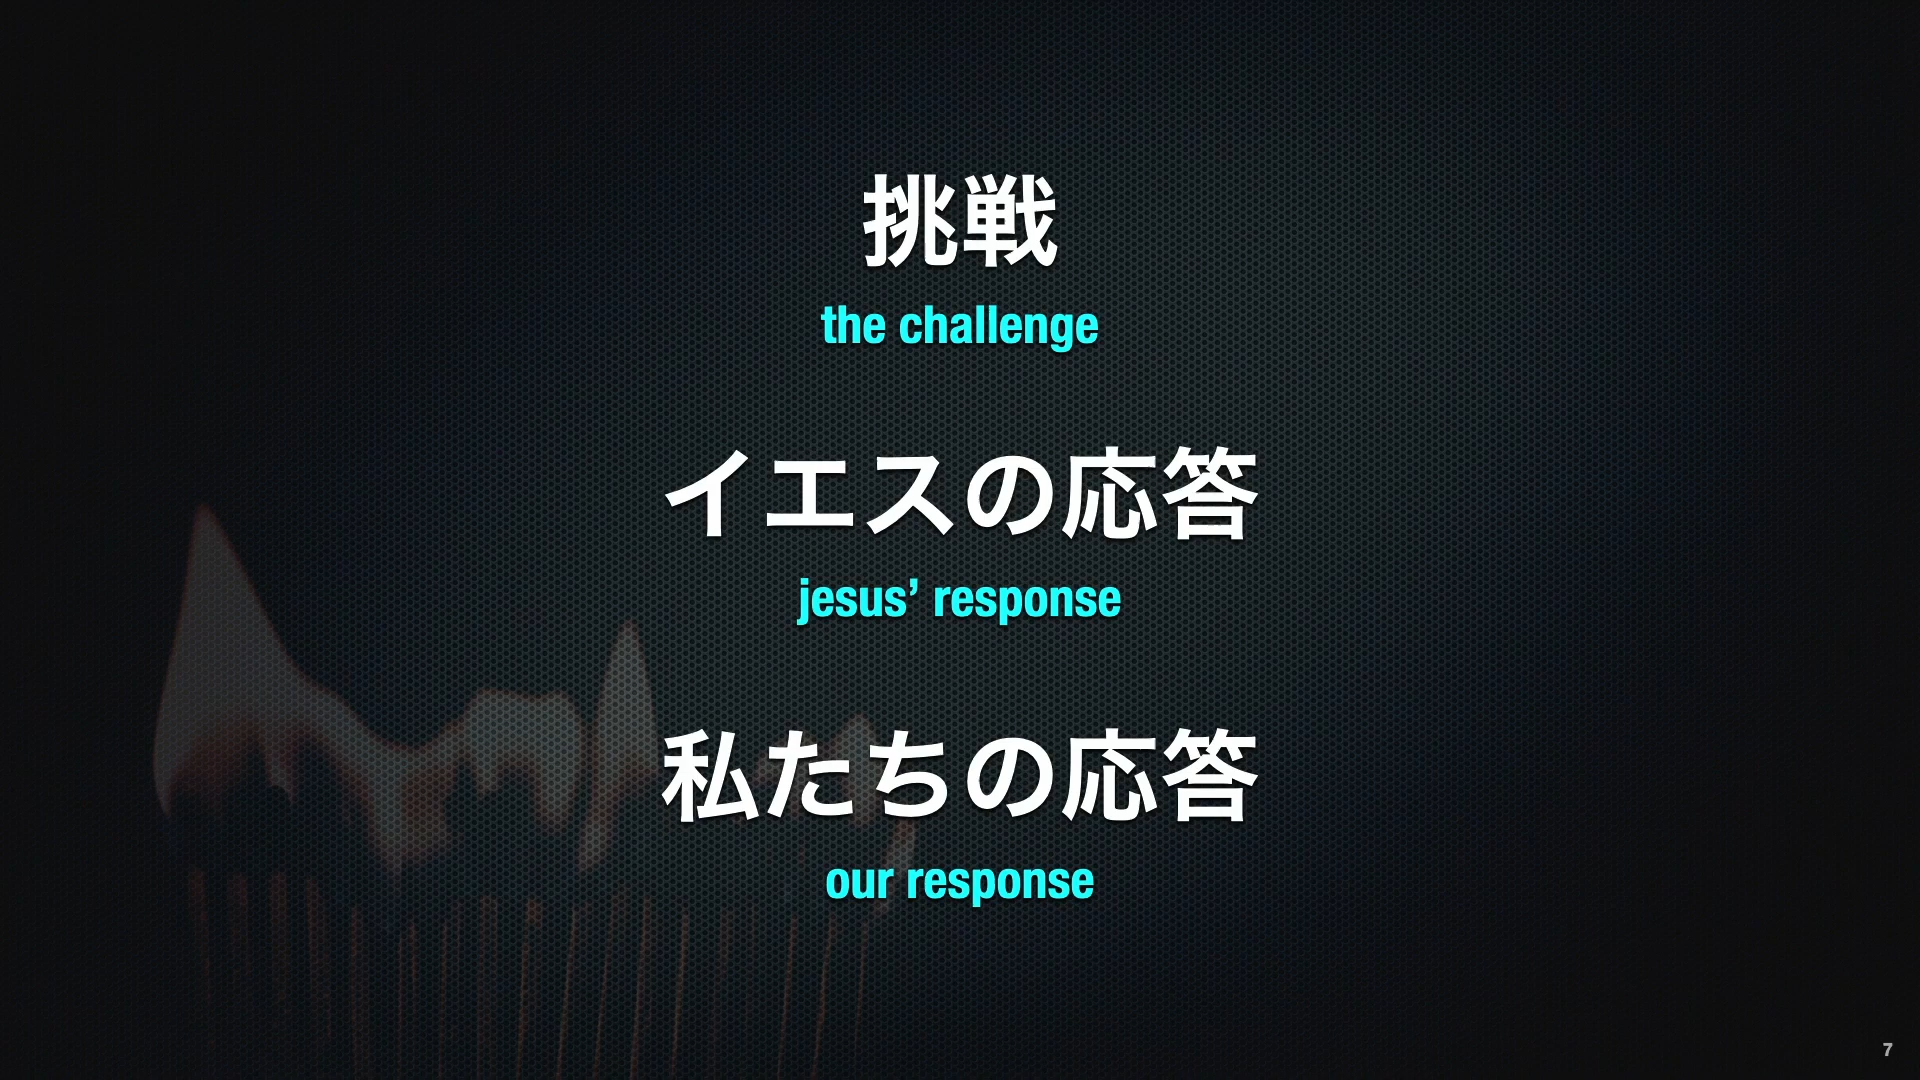 挑戦
the challenge
イエスの応答
jesus’ response
私たちの応答
our response
7